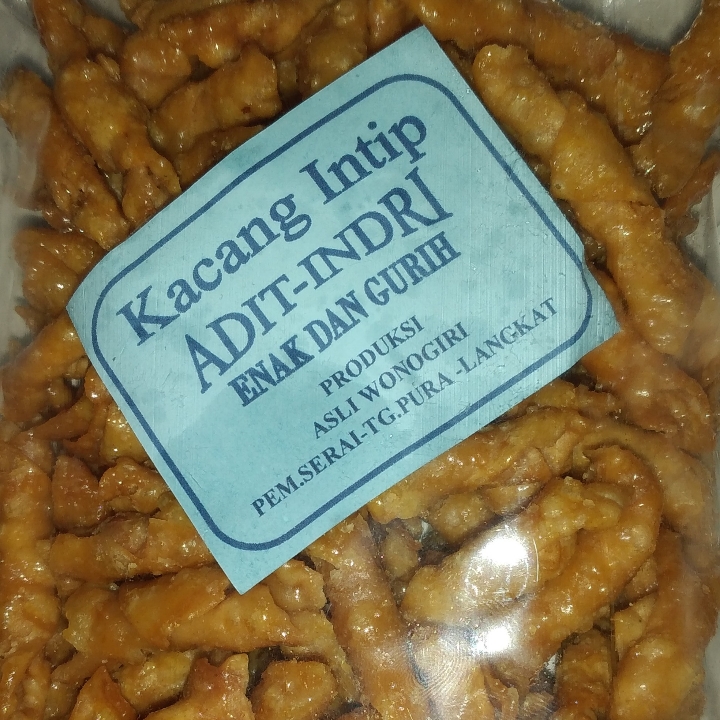 Kacang Intip
ADIT-INDRI
ENAK DAN GURIH
PRODUKSI
ASLI WONOGIRI
PEM.SERAI-TG.PURA -LANGKAT